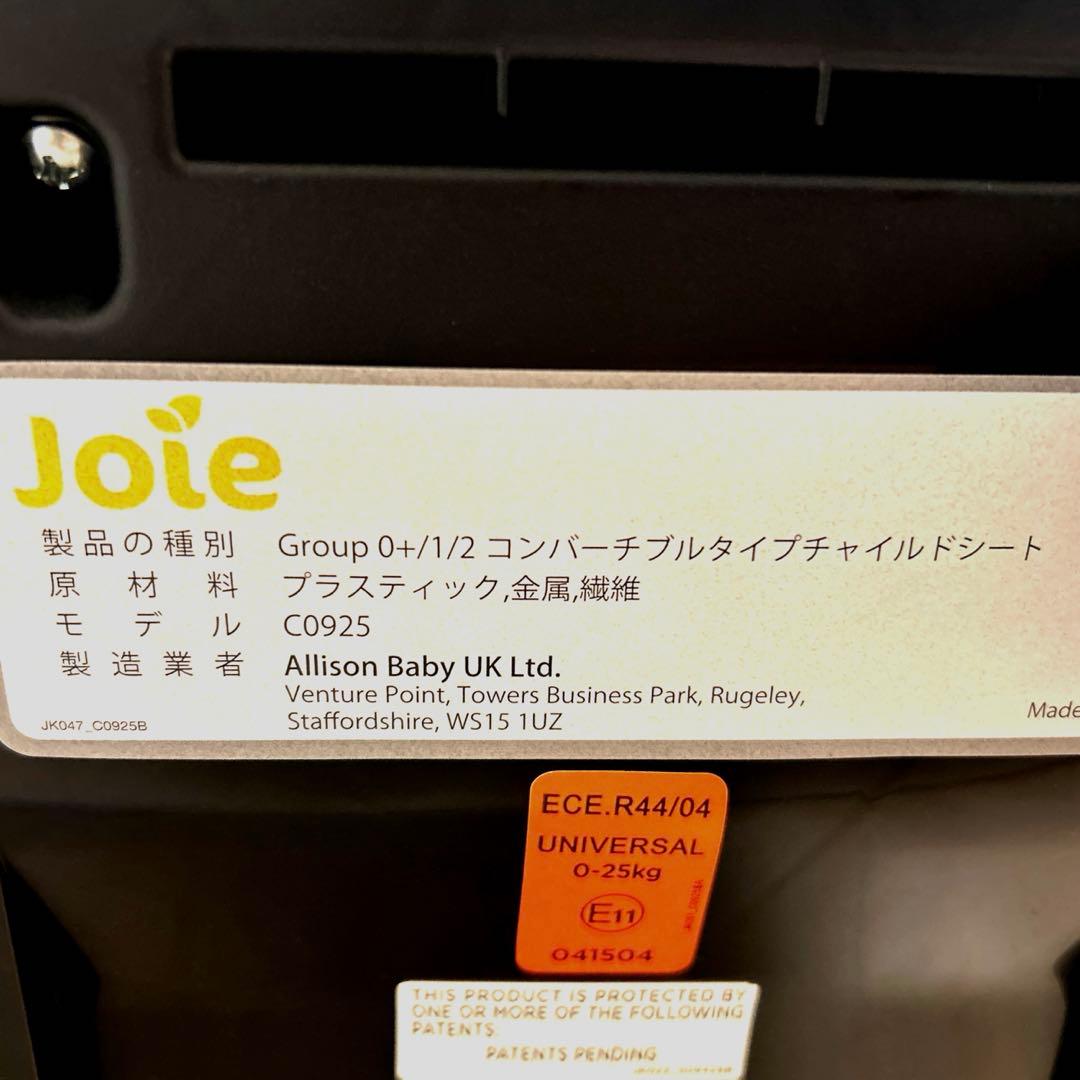 Joie
製品の種別 Group 0+/1/2 コンバーチブルタイプチャイルドシート
原材料 プラスティック,金属,繊維
モデル C0925
製造業者 Allison Baby UK Ltd.
Venture Point, Towers Business Park, Rugeley,
Staffordshire, WS15 1UZ
JK047_C0925B
Made
ECE.R44/04
UNIVERSAL
0-25kg
E11
041504
THIS PRODUCT IS PROTECTED BY
ONE OR MORE OF THE FOLLOWING
PATENTS:
PATENTS PENDING